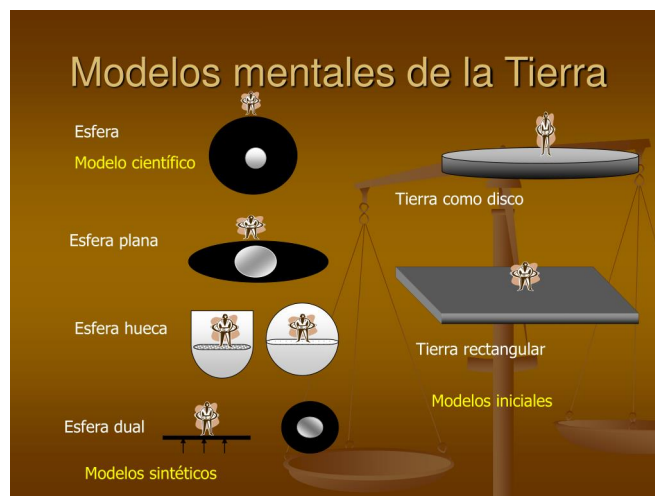 Modelos mentales de la Tierra
Esfera
Modelo científico
Esfera plana
Esfera hueca
Esfera dual
Modelos sintéticos
Tierra como disco
Tierra rectangular
Modelos iniciales